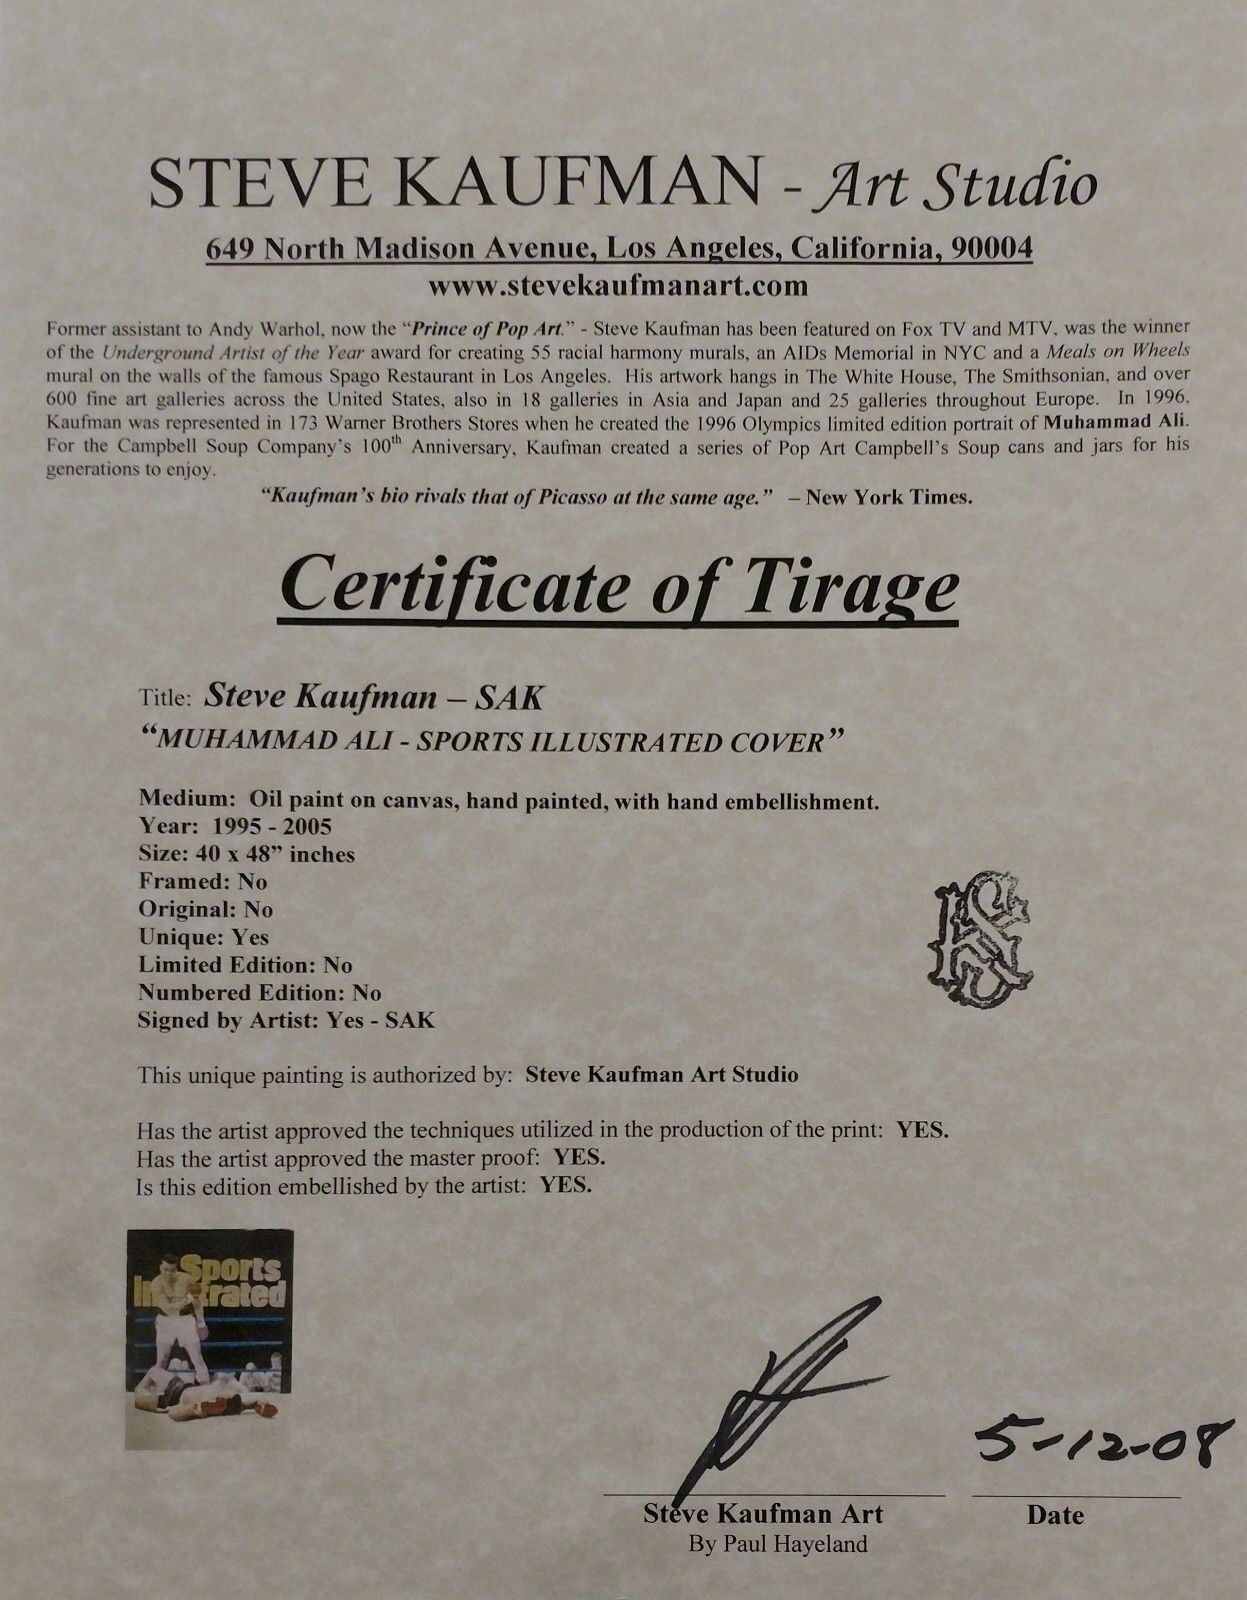 STEVE KAUFMAN - Art Studio
649 North Madison Avenue, Los Angeles, California, 90004
www.stevekaufmanart.com
Former assistant to Andy Warhol, now the “Prince of Pop Art.” - Steve Kaufman has been featured on Fox TV and MTV, was the winner
of the Underground Artist of the Year award for creating 55 racial harmony murals, an AIDs Memorial in NYC and a Meals on Wheels
mural on the walls of the famous Spago Restaurant in Los Angeles. His artwork hangs in The White House, The Smithsonian, and over
600 fine art galleries across the United States, also in 18 galleries in Asia and Japan and 25 galleries throughout Europe. In 1996,
Kaufman was represented in 173 Warner Brothers Stores when he created the 1996 Olympics limited edition portrait of Muhammad Ali.
For the Campbell Soup Company’s 100th Anniversary, Kaufman created a series of Pop Art Campbell’s Soup cans and jars for his
generations to enjoy.
“Kaufman’s bio rivals that of Picasso at the same age.” – New York Times.
Certificate of Tirage
Title: Steve Kaufman – SAK
“MUHAMMAD ALI - SPORTS ILLUSTRATED COVER”
Medium: Oil paint on canvas, hand painted, with hand embellishment.
Year: 1995 - 2005
Size: 40 x 48” inches
Framed: No
Original: No
Unique: Yes
Limited Edition: No
Numbered Edition: No
Signed by Artist: Yes - SAK
This unique painting is authorized by: Steve Kaufman Art Studio
Has the artist approved the techniques utilized in the production of the print: YES.
Has the artist approved the master proof: YES.
Is this edition embellished by the artist: YES.
Sports
Il trated
5-12-08
Steve Kaufman Art
Date
By Paul Hayeland